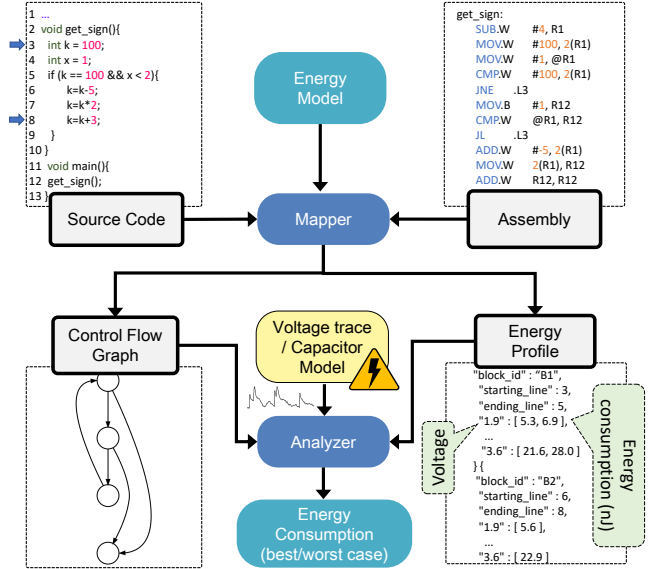 1 ...
2 void get_sign(){
3 int k = 100;
4 int x = 1;
5 if (k == 100 && x < 2){
6 k=k-5;
7 k=k*2;
8 k=k+3;
9 }
10 }
11 void main(){
12 get_sign();
13 }
Source Code
Energy
Model
Mapper
get_sign:
SUB.W #4, R1
MOV.W #100, 2(R1)
MOV.W #1, @R1
CMP.W #100, 2(R1)
JNE .L3
MOV.B #1, R12
CMP.W @R1, R12
JL .L3
ADD.W #-5, 2(R1)
MOV.W 2(R1), R12
ADD.W R12, R12
Assembly
Control Flow
Graph
Voltage trace
/ Capacitor
Model
Energy
Profile
Analyzer
Energy
Consumption
(best/worst case)
"block_id" : "B1",
"starting_line" : 3,
"ending_line" : 5,
"1.9" : [ 5.3, 6.9 ],
...
"3.6" : [ 21.6, 28.0 ]
} {
"block_id" : "B2",
"starting_line" : 6,
"ending_line" : 8,
"1.9" : [ 5.6 ],
...
"3.6" : [ 22.9 ]
Voltage
Energy
consumption (nJ)